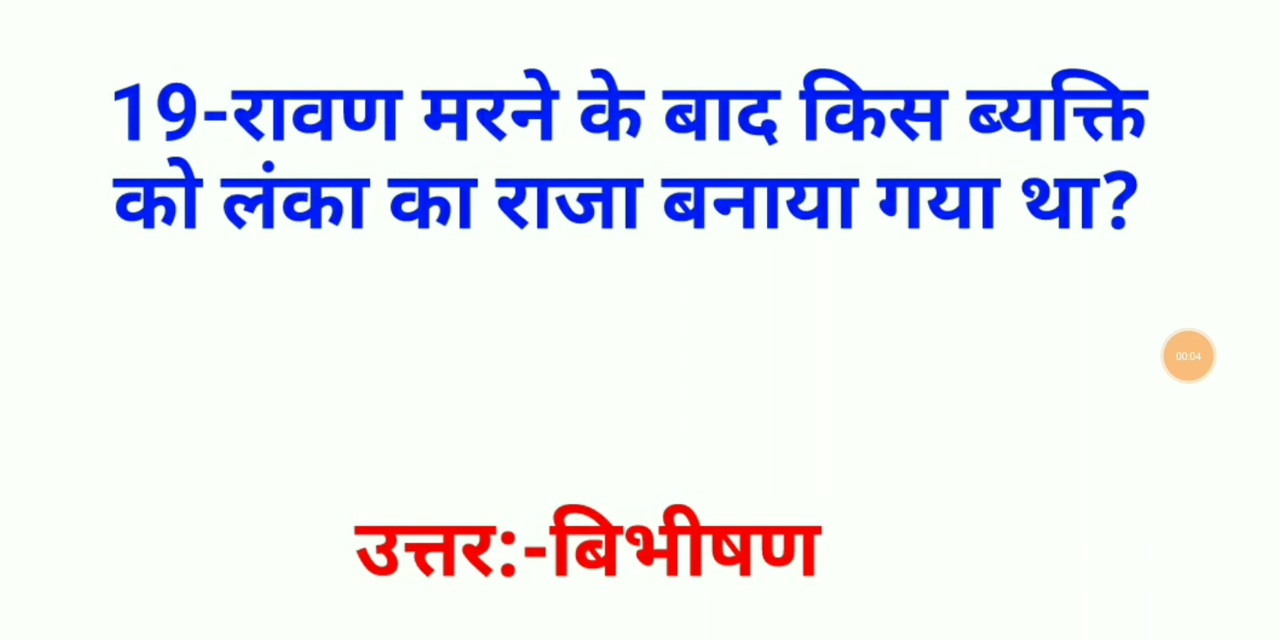 19-रावण मरने के बाद किस ब्यक्ति
को लंका का राजा बनाया गया था?
00:04
उत्तर:-बिभीषण